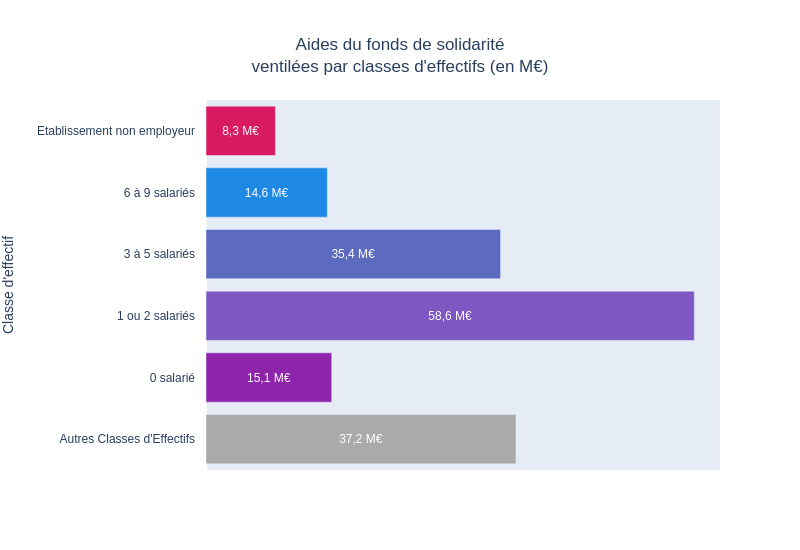 Aides du fonds de solidarité
ventilées par classes d'effectifs (en M€)
Classe d'effectif
Etablissement non employeur
8,3 M€
6 à 9 salariés
14,6 M€
3 à 5 salariés
35,4 M€
1 ou 2 salariés
58,6 M€
0 salarié
15,1 M€
Autres Classes d'Effectifs
37,2 M€